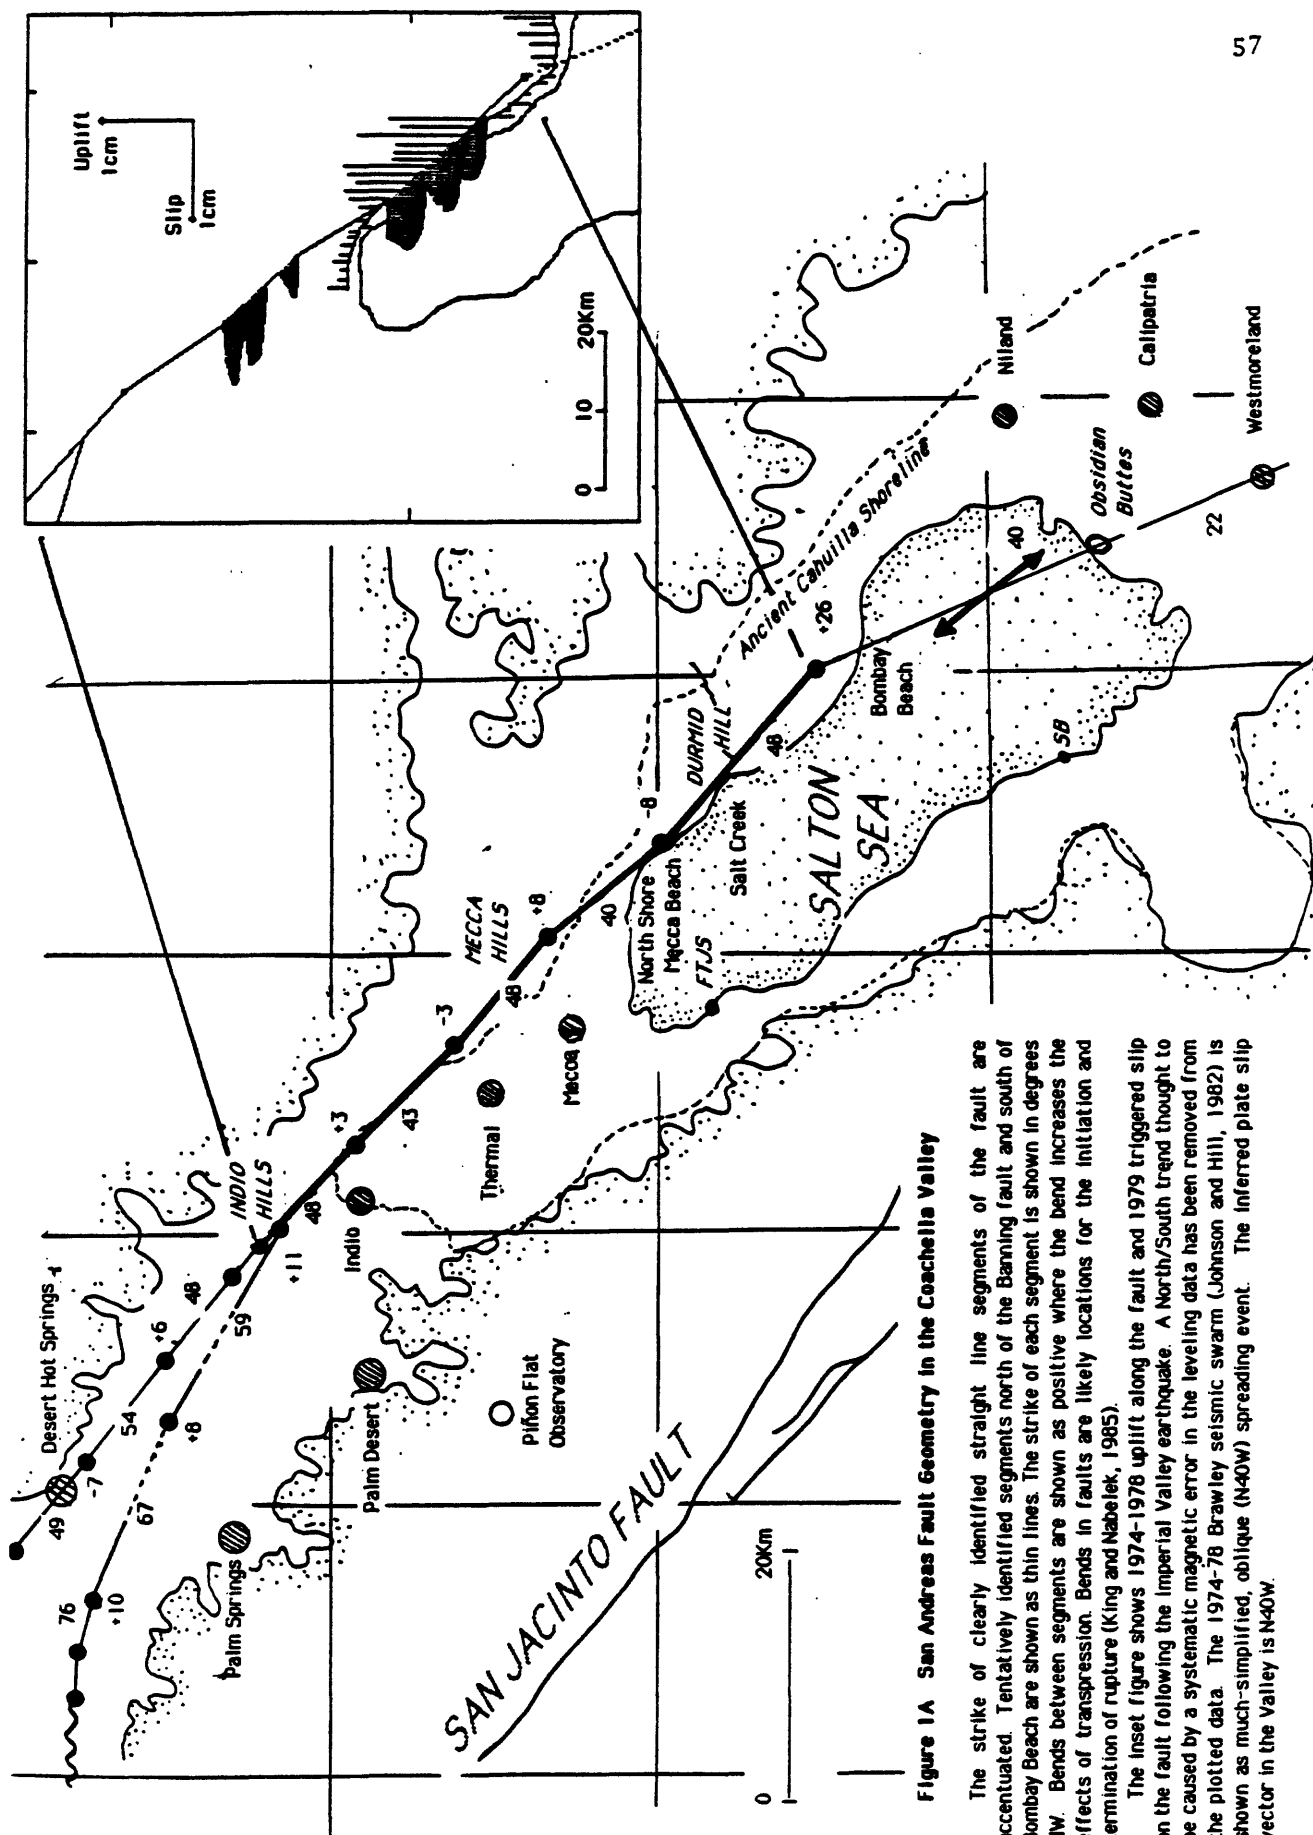 57
Uplift
1cm
Slip
1cm
0 10 20Km
Desert Hot Springs
49
-7
54
+6
48
INDIO
HILLS
76
+10
67
+8
59
+11
48
+3
43
-3
48
MECCA
HILLS
+8
40
-8
DURMID
HILL
48
+26
Ancient Cahuilla Shoreline
Palm Springs
Palm Desert
Indio
Thermal
Mecca
North Shore
Mecca Beach
FTJS
Salt Creek
SALTON
SEA
Bombay
Beach
SB
40
Obsidian
Buttes
22
Niland
Calipatria
Westmoreland
Piñon Flat
Observatory
SAN JACINTO FAULT
0 20Km
Figure 1A San Andreas Fault Geometry in the Coachella Valley
The strike of clearly identified straight line segments of the fault are
accentuated. Tentatively identified segments north of the Banning fault and south of
Bombay Beach are shown as thin lines. The strike of each segment is shown in degrees
NW. Bends between segments are shown as positive where the bend increases the
effects of transpression. Bends in faults are likely locations for the initiation and
termination of rupture (King and Nabelek, 1985).
The inset figure shows 1974-1978 uplift along the fault and 1979 triggered slip
on the fault following the Imperial Valley earthquake. A North/South trend thought to
be caused by a systematic magnetic error in the leveling data has been removed from
the plotted data. The 1974-78 Brawley seismic swarm (Johnson and Hill, 1982) is
shown as much-simplified, oblique (N40W) spreading event. The inferred plate slip
vector in the Valley is N40W.